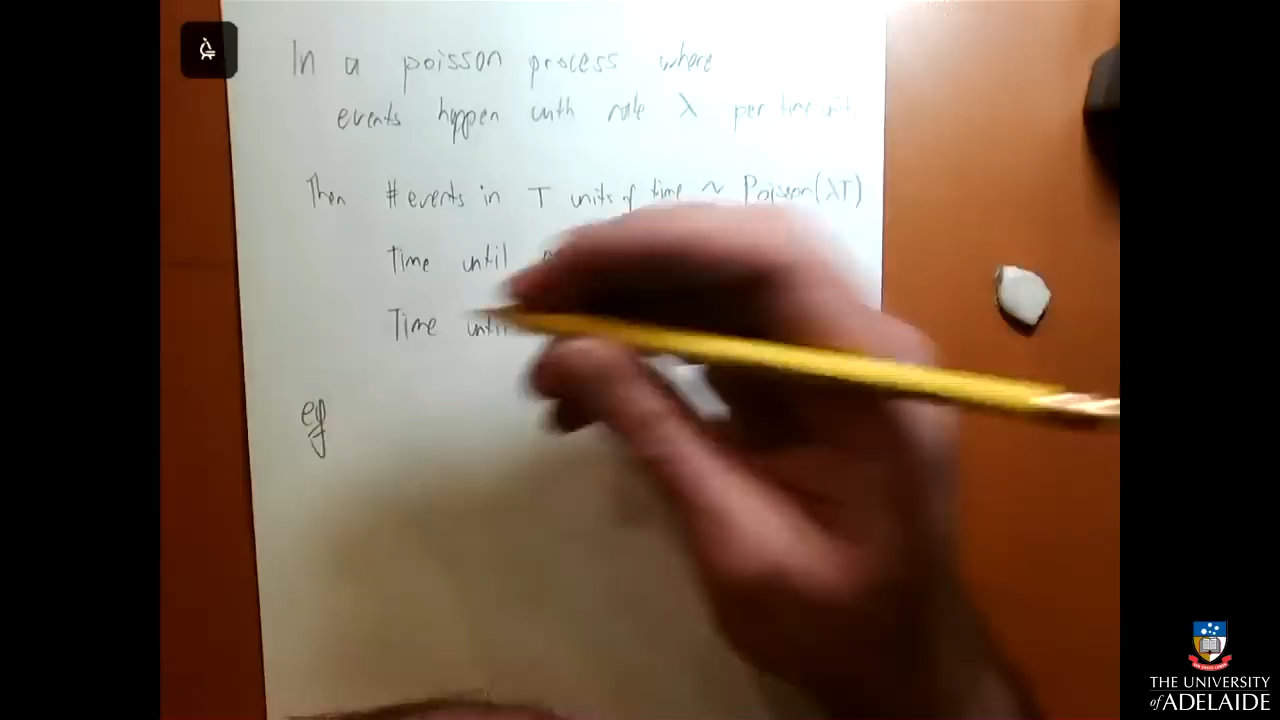 In a poisson process where
events happen with rate λ per time unit.
Then # events in T units of time ~ Poisson(λT)
Time until
Time until
eg
THE UNIVERSITY
of ADELAIDE